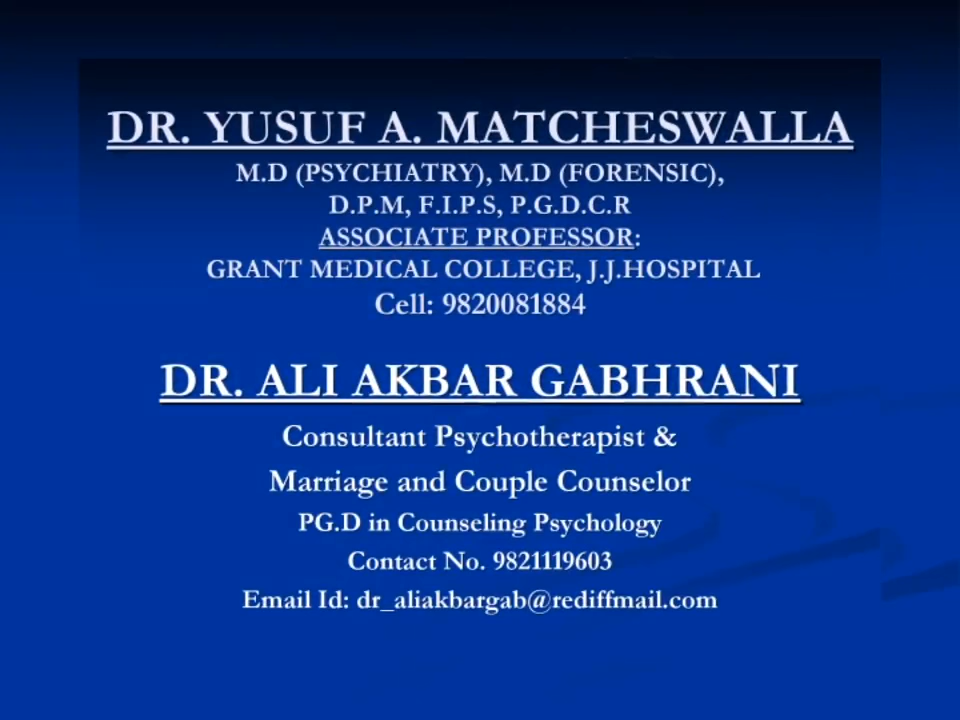 DR. YUSUF A. MATCHESWALLA
M.D (PSYCHIATRY), M.D (FORENSIC),
D.P.M, F.I.P.S, P.G.D.C.R
ASSOCIATE PROFESSOR:
GRANT MEDICAL COLLEGE, J.J.HOSPITAL
Cell: 9820081884
DR. ALI AKBAR GABHRANI
Consultant Psychotherapist &
Marriage and Couple Counselor
PG.D in Counseling Psychology
Contact No. 9821119603
Email Id: dr_aliakbargab@rediffmail.com